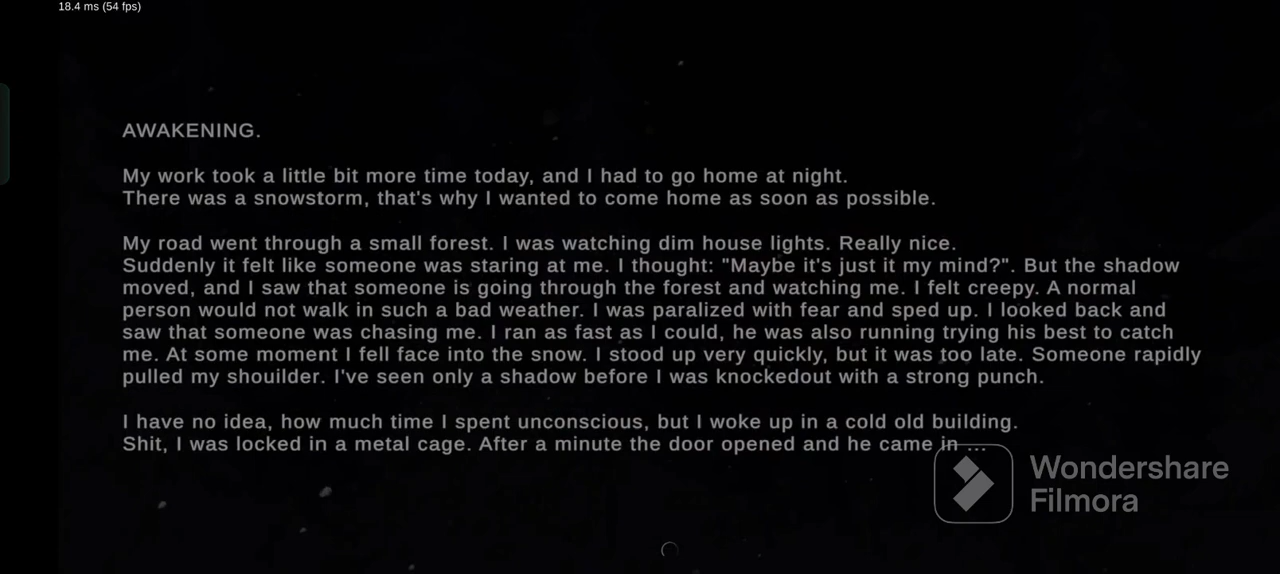 18.4 ms (54 fps)
AWAKENING.
My work took a little bit more time today, and I had to go home at night.
There was a snowstorm, that's why I wanted to come home as soon as possible.
My road went through a small forest. I was watching dim house lights. Really nice.
Suddenly it felt like someone was staring at me. I thought: "Maybe it's just it my mind?". But the shadow
moved, and I saw that someone is going through the forest and watching me. I felt creepy. A normal
person would not walk in such a bad weather. I was paralized with fear and sped up. I looked back and
saw that someone was chasing me. I ran as fast as I could, he was also running trying his best to catch
me. At some moment I fell face into the snow. I stood up very quickly, but it was too late. Someone rapidly
pulled my shouilder. I've seen only a shadow before I was knockedout with a strong punch.
I have no idea, how much time I spent unconscious, but I woke up in a cold old building.
Shit, I was locked in a metal cage. After a minute the door opened and he came in ...
Wondershare
Filmora